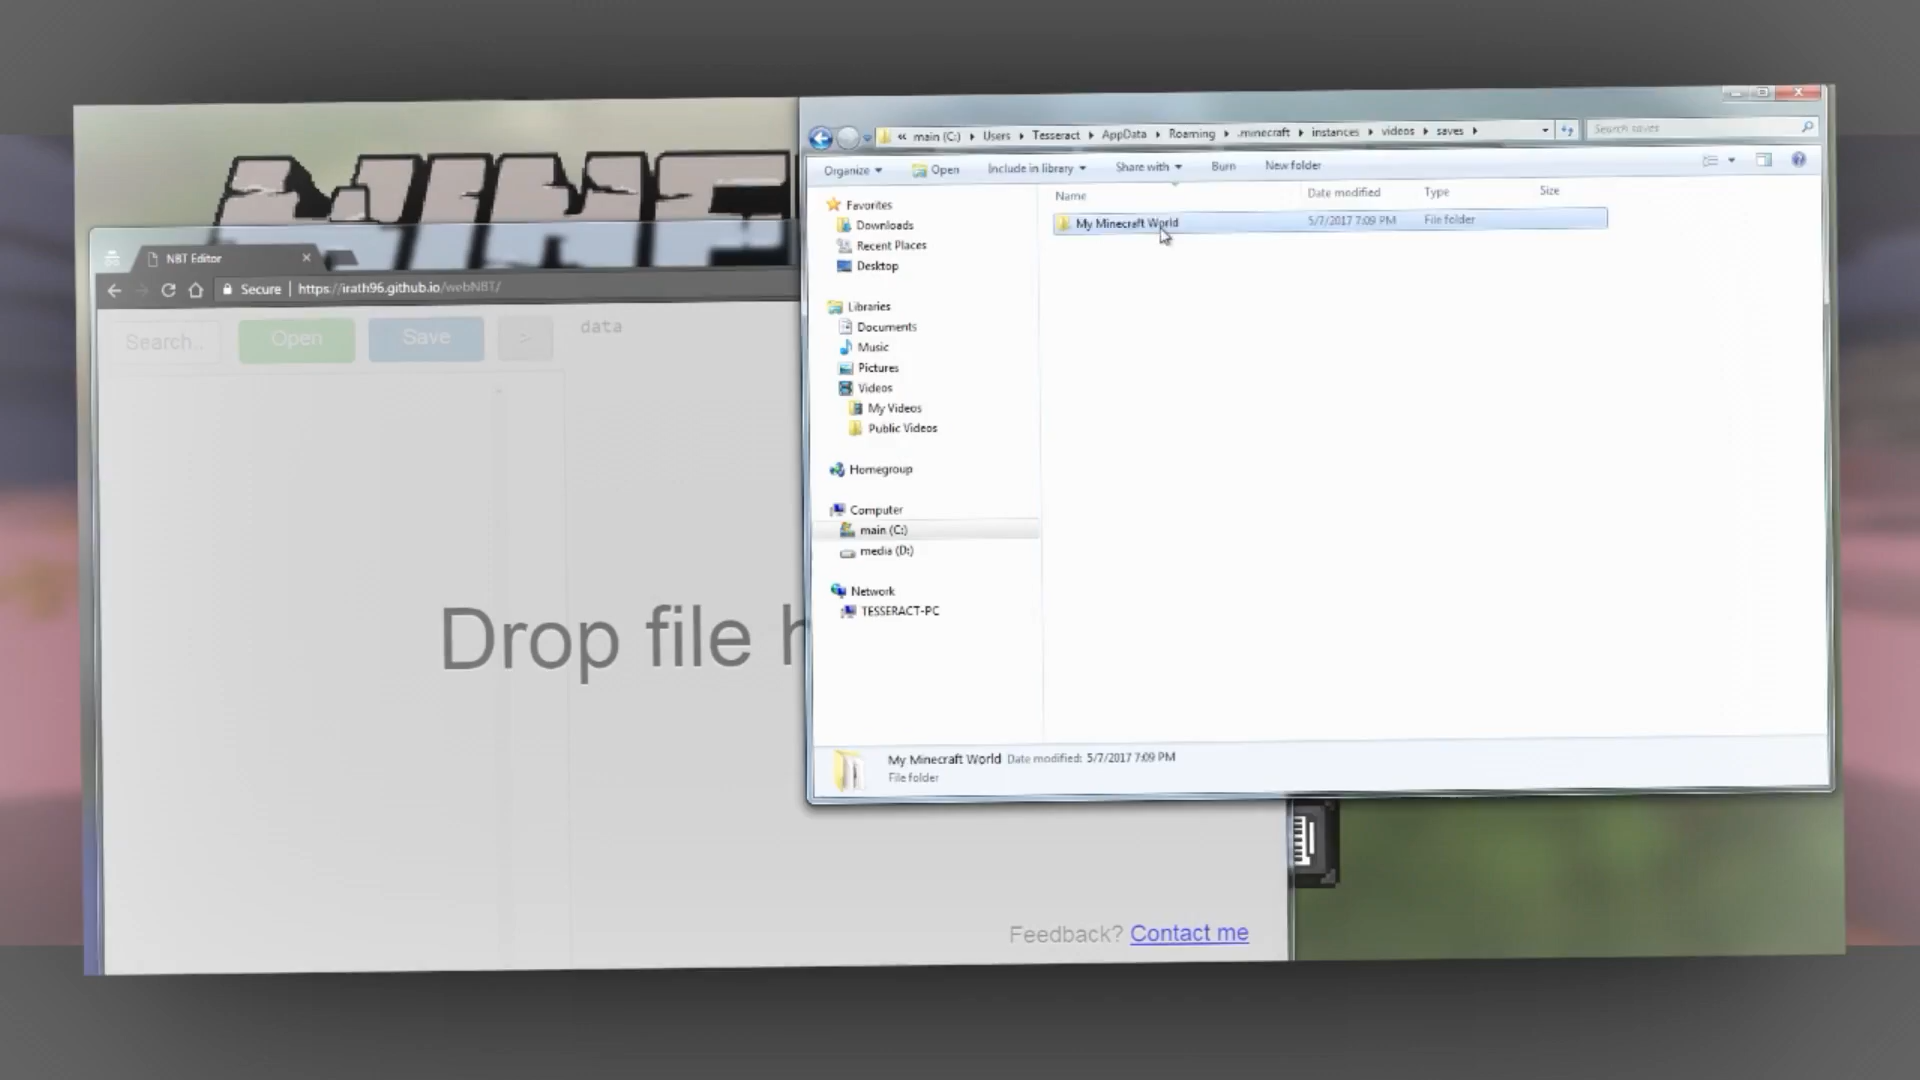 « main (C:) Users Tesseract AppData Roaming .minecraft instances videos saves
Search saves
Organize Open Include in library Share with Burn New folder
Name Date modified Type Size
My Minecraft World 5/7/2017 7:09 PM File folder
Favorites
Downloads
Recent Places
Desktop
Libraries
Documents
Music
Pictures
Videos
My Videos
Public Videos
Homegroup
Computer
main (C:)
media (D:)
Network
TESSERACT-PC
My Minecraft World Date modified: 5/7/2017 7:09 PM
File folder
NBT Editor
Secure https://irath96.github.io/webNBT/
Search.. Open Save > data
Drop file h
Feedback? Contact me